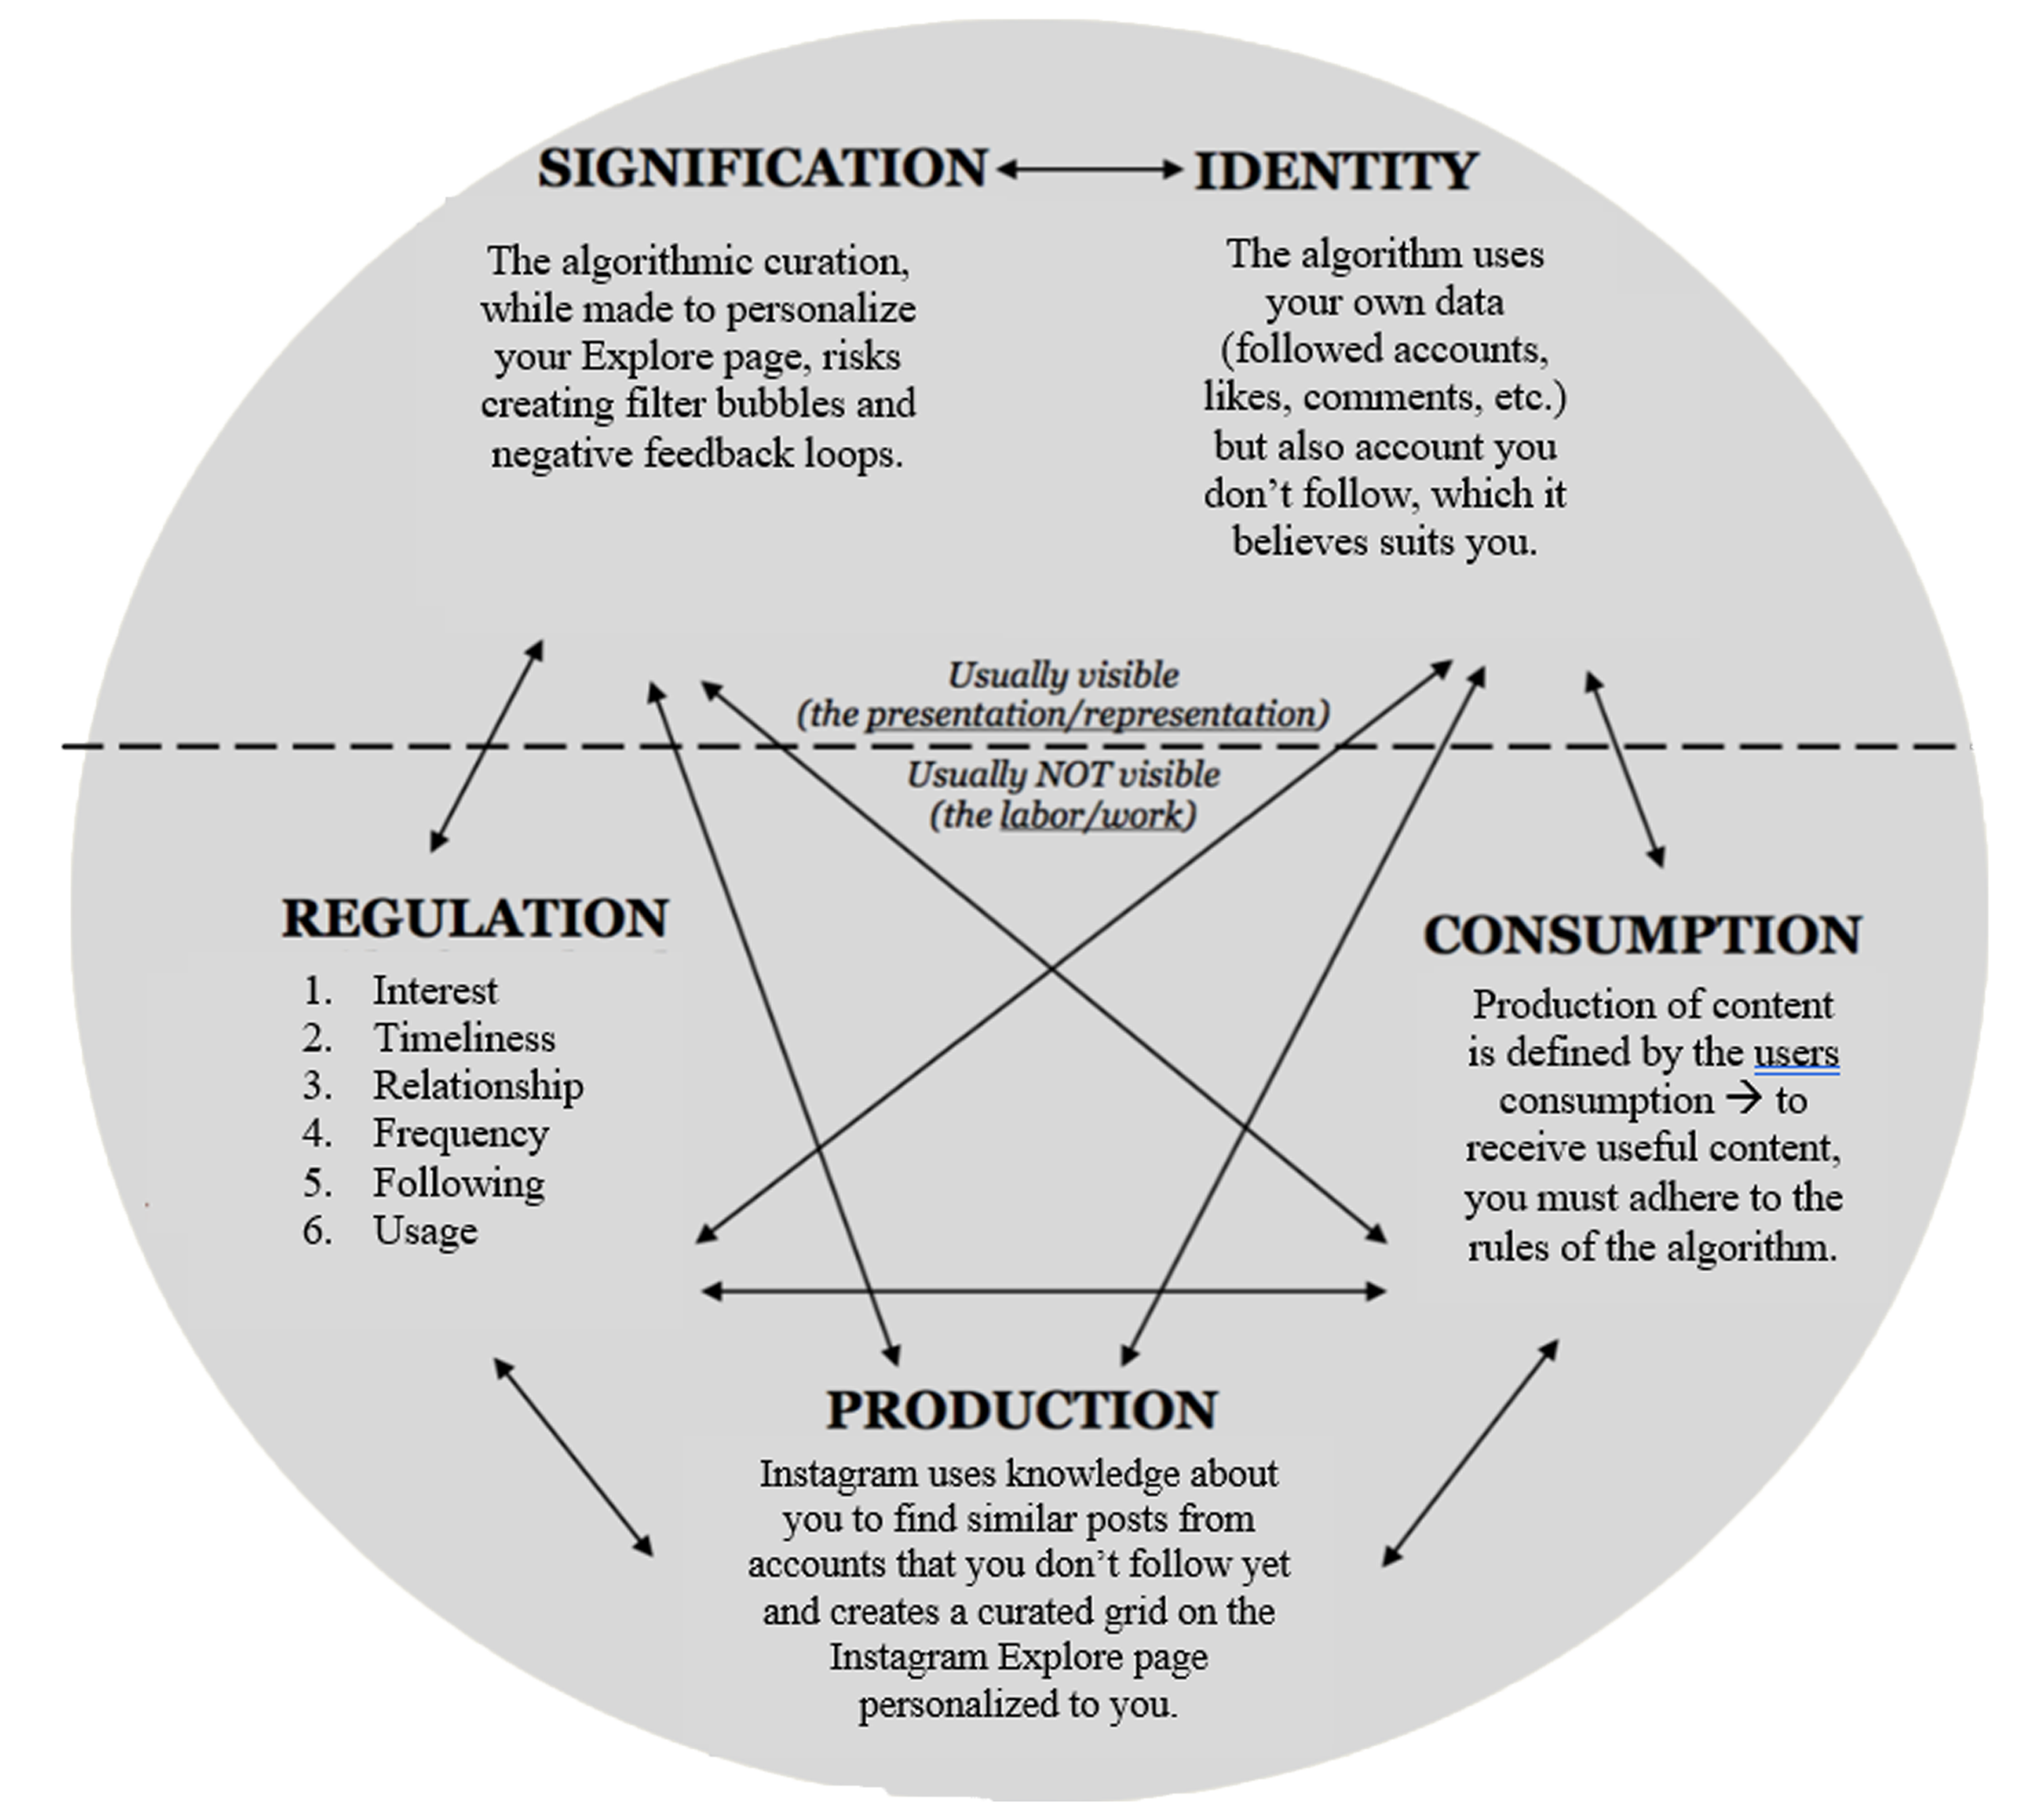 SIGNIFICATION
The algorithmic curation,
while made to personalize
your Explore page, risks
creating filter bubbles and
negative feedback loops.
IDENTITY
The algorithm uses
your own data
(followed accounts,
likes, comments, etc.)
but also account you
don’t follow, which it
believes suits you.
Usually visible
(the presentation/representation)
Usually NOT visible
(the labor/work)
REGULATION
1. Interest
2. Timeliness
3. Relationship
4. Frequency
5. Following
6. Usage
CONSUMPTION
Production of content
is defined by the users
consumption → to
receive useful content,
you must adhere to the
rules of the algorithm.
PRODUCTION
Instagram uses knowledge about
you to find similar posts from
accounts that you don’t follow yet
and creates a curated grid on the
Instagram Explore page
personalized to you.